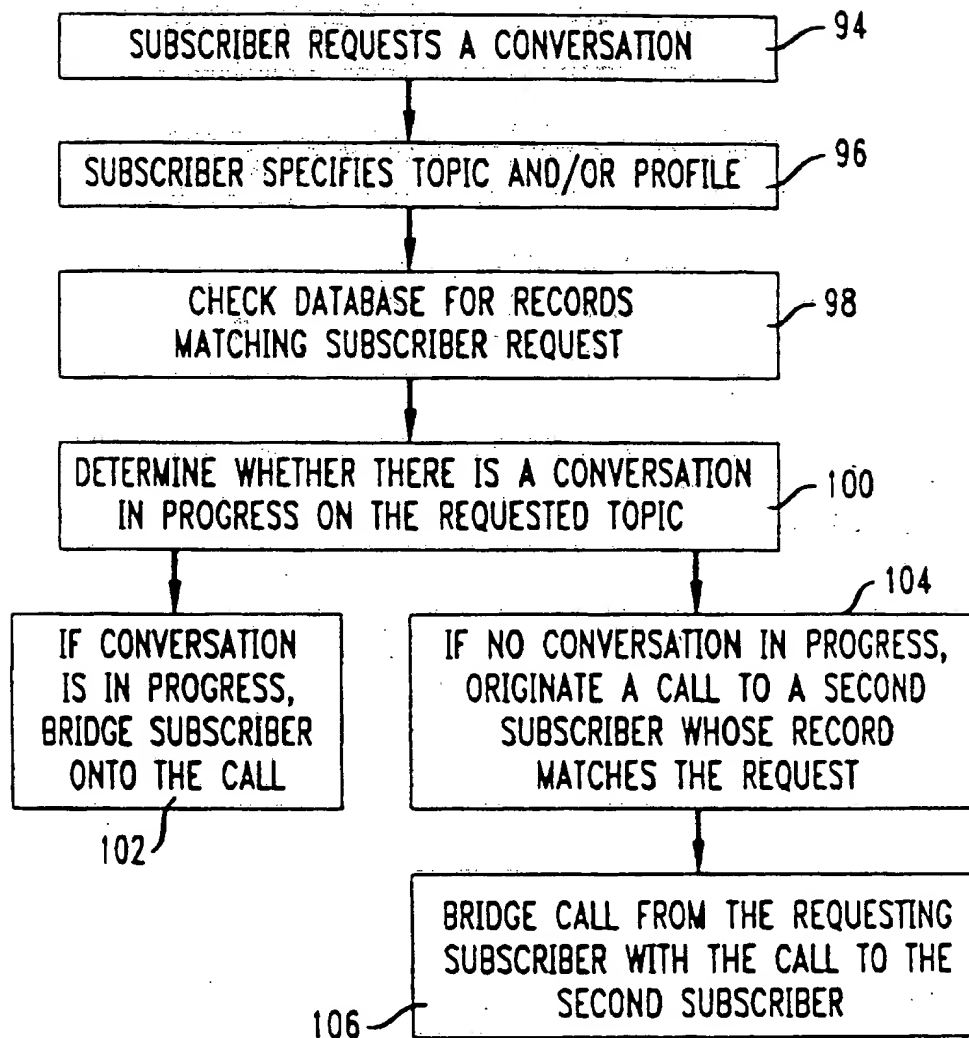 SUBSCRIBER REQUESTS A CONVERSATION
94
SUBSCRIBER SPECIFIES TOPIC AND/OR PROFILE
96
CHECK DATABASE FOR RECORDS
MATCHING SUBSCRIBER REQUEST
98
DETERMINE WHETHER THERE IS A CONVERSATION
IN PROGRESS ON THE REQUESTED TOPIC
100
IF CONVERSATION
IS IN PROGRESS,
BRIDGE SUBSCRIBER
ONTO THE CALL
102
104
IF NO CONVERSATION IN PROGRESS,
ORIGINATE A CALL TO A SECOND
SUBSCRIBER WHOSE RECORD
MATCHES THE REQUEST
BRIDGE CALL FROM THE REQUESTING
SUBSCRIBER WITH THE CALL TO THE
SECOND SUBSCRIBER
106